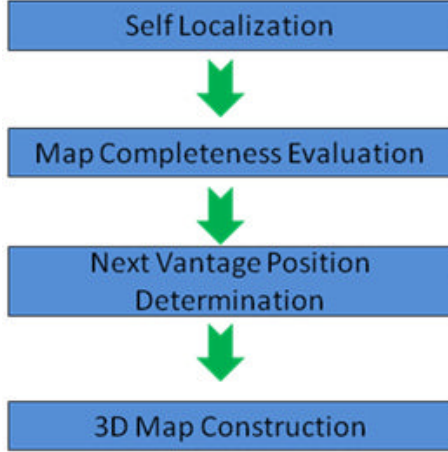 Self Localization
Map Completeness Evaluation
Next Vantage Position
Determination
3D Map Construction